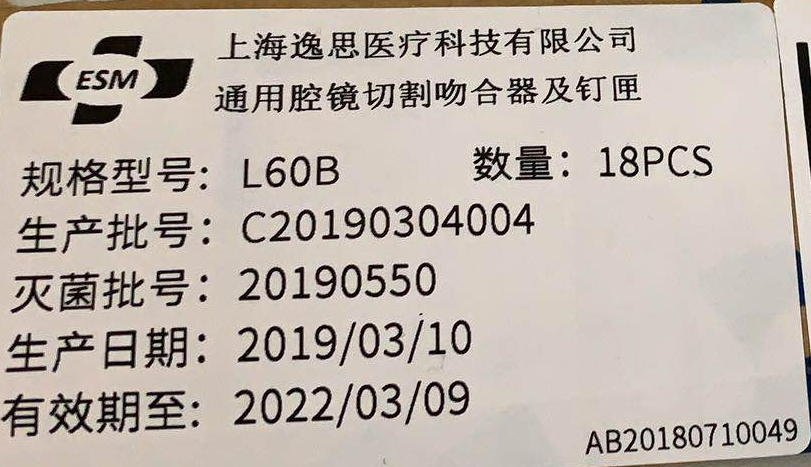 ESM
上海逸思医疗科技有限公司
通用腔镜切割吻合器及钉匣
规格型号: L60B 数量: 18PCS
生产批号: C20190304004
灭菌批号: 20190550
生产日期: 2019/03/10
有效期至: 2022/03/09
AB20180710049